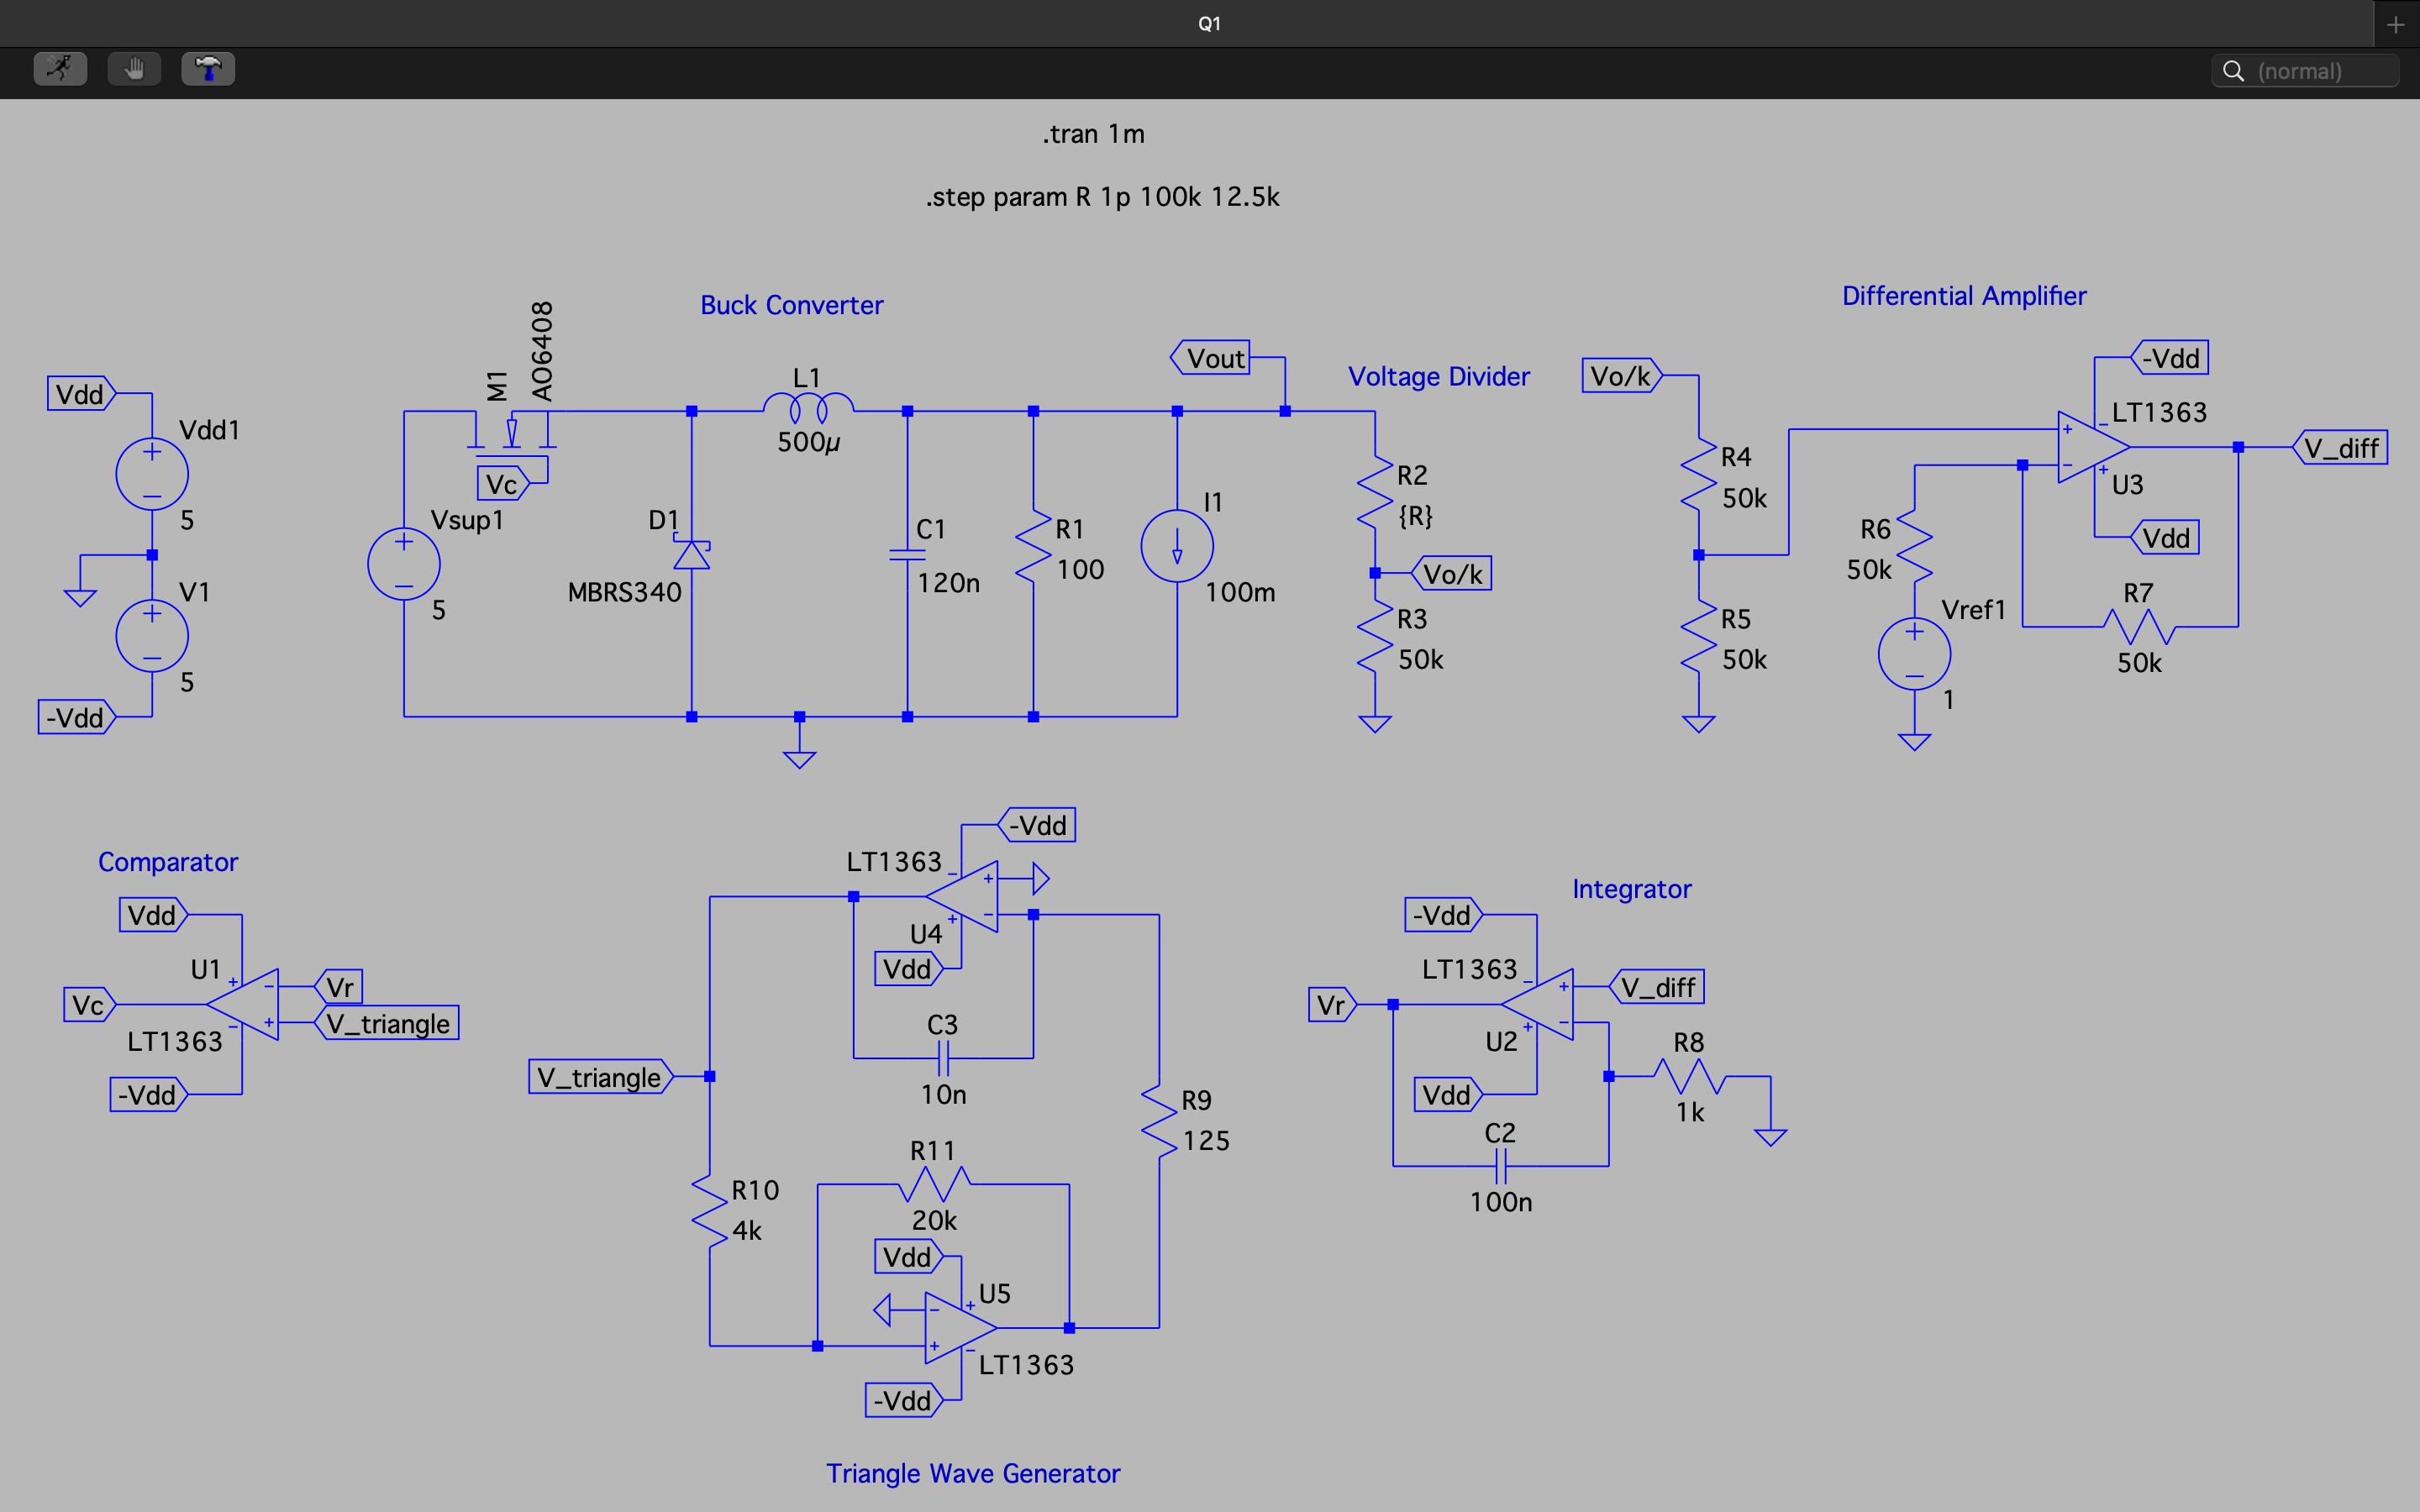 Q1
(normal)
.tran 1m
.step param R 1p 100k 12.5k
Buck Converter
Vdd
Vdd1
5
V1
5
-Vdd
M1
AO6408
Vc
Vsup1
5
D1
MBRS340
L1
500µ
C1
120n
R1
100
I1
100m
Vout
Voltage Divider
R2
{R}
Vo/k
R3
50k
Differential Amplifier
Vo/k
R4
50k
R5
50k
-Vdd
LT1363
U3
Vdd
V_diff
R6
50k
Vref1
1
R7
50k
Comparator
Vdd
U1
Vr
Vc
V_triangle
LT1363
-Vdd
-Vdd
LT1363
U4
Vdd
C3
10n
V_triangle
R9
125
R10
4k
R11
20k
Vdd
U5
LT1363
-Vdd
Triangle Wave Generator
Integrator
-Vdd
LT1363
V_diff
Vr
U2
Vdd
R8
1k
C2
100n